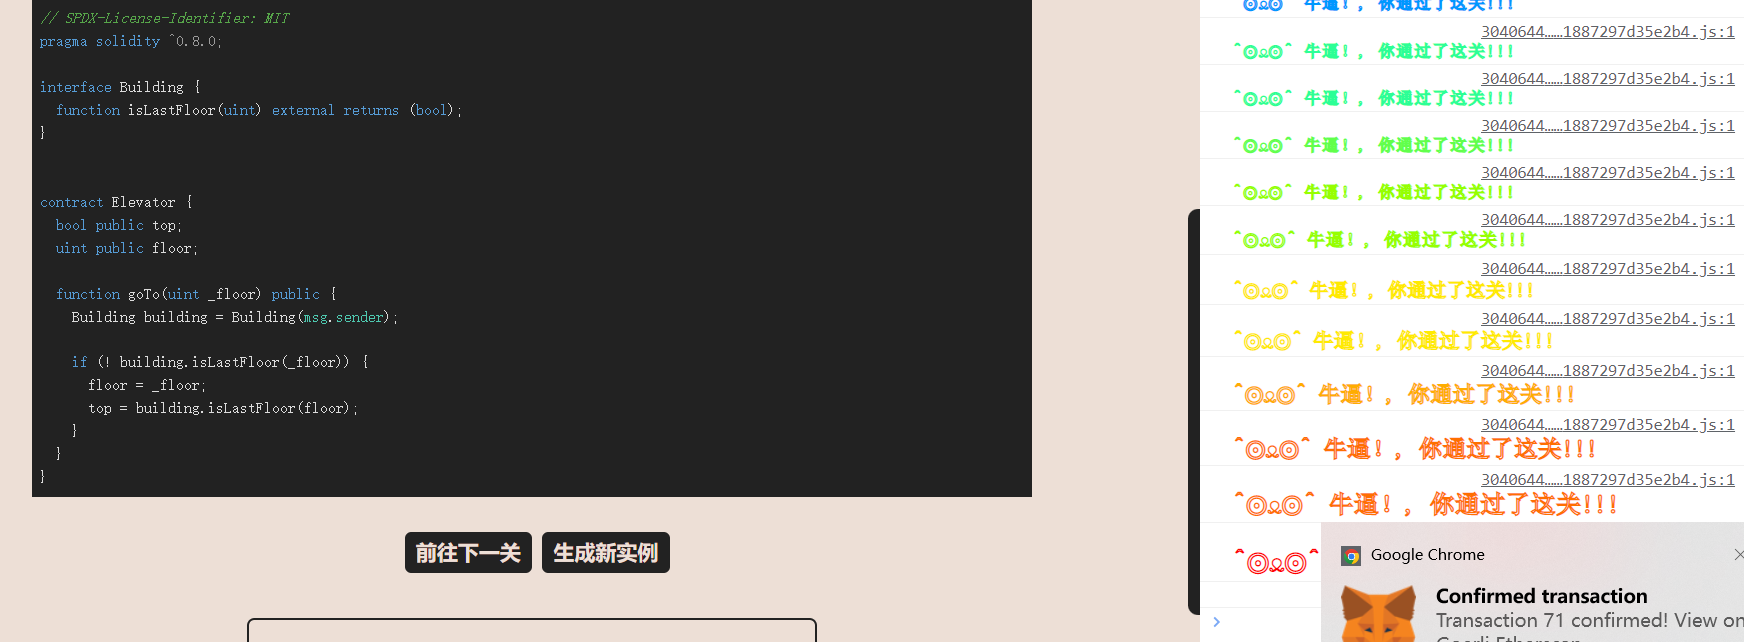 // SPDX-License-Identifier: MIT
pragma solidity ^0.8.0;
interface Building {
function isLastFloor(uint) external returns (bool);
}
contract Elevator {
bool public top;
uint public floor;
function goTo(uint _floor) public {
Building building = Building(msg.sender);
if (! building.isLastFloor(_floor)) {
floor = _floor;
top = building.isLastFloor(floor);
}
}
}
前往下一关 生成新实例
^⊙ᴥ⊙^ 牛逼!, 你通过了这关!!!
3040644……1887297d35e2b4.js:1
^⊙ᴥ⊙^ 牛逼!, 你通过了这关!!!
3040644……1887297d35e2b4.js:1
^⊙ᴥ⊙^ 牛逼!, 你通过了这关!!!
3040644……1887297d35e2b4.js:1
^⊙ᴥ⊙^ 牛逼!, 你通过了这关!!!
3040644……1887297d35e2b4.js:1
^⊙ᴥ⊙^ 牛逼!, 你通过了这关!!!
3040644……1887297d35e2b4.js:1
^⊙ᴥ⊙^ 牛逼!, 你通过了这关!!!
3040644……1887297d35e2b4.js:1
^⊙ᴥ⊙^ 牛逼!, 你通过了这关!!!
3040644……1887297d35e2b4.js:1
^⊙ᴥ⊙^ 牛逼!, 你通过了这关!!!
3040644……1887297d35e2b4.js:1
^⊙ᴥ⊙^ 牛逼!, 你通过了这关!!!
3040644……1887297d35e2b4.js:1
^⊙ᴥ⊙^ 牛逼!, 你通过了这关!!!
3040644……1887297d35e2b4.js:1
^⊙ᴥ⊙^ 牛逼!, 你通过了这关!!!
^⊙ᴥ⊙^
Google Chrome
Confirmed transaction
Transaction 71 confirmed! View on
Goerli Etherscan